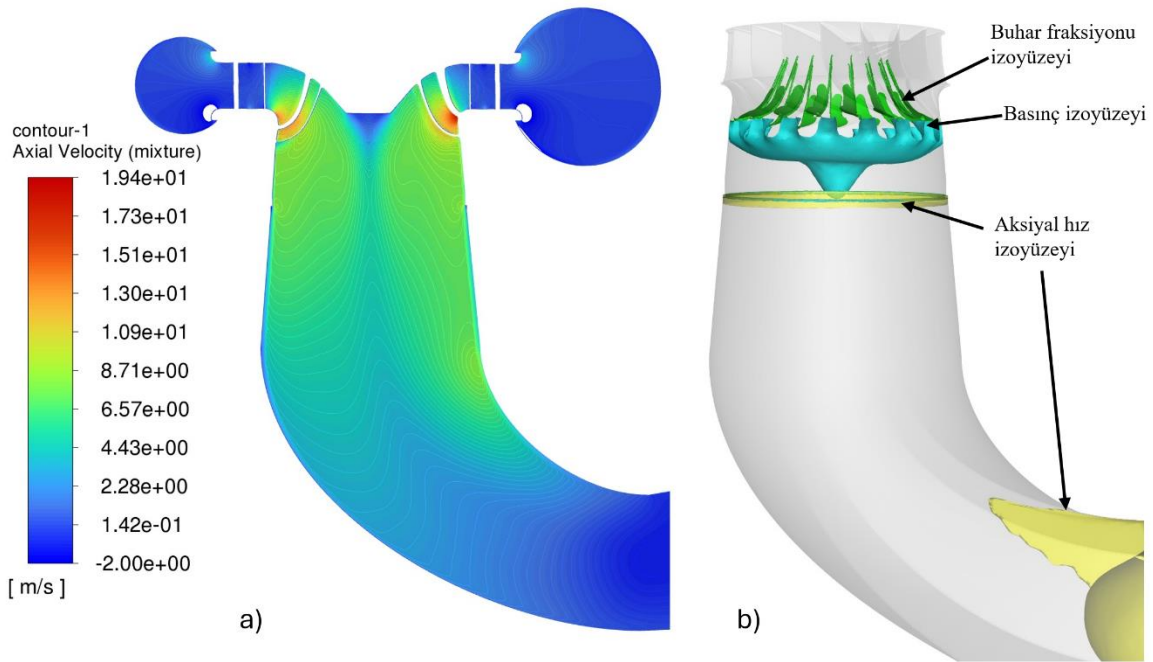 contour-1
Axial Velocity (mixture)
1.94e+01
1.73e+01
1.51e+01
1.30e+01
1.09e+01
8.71e+00
6.57e+00
4.43e+00
2.28e+00
1.42e-01
-2.00e+00
[ m/s ]
a)
Buhar fraksiyonu
izoyüzeyi
Basınç izoyüzeyi
Aksiyal hız
izoyüzeyi
b)